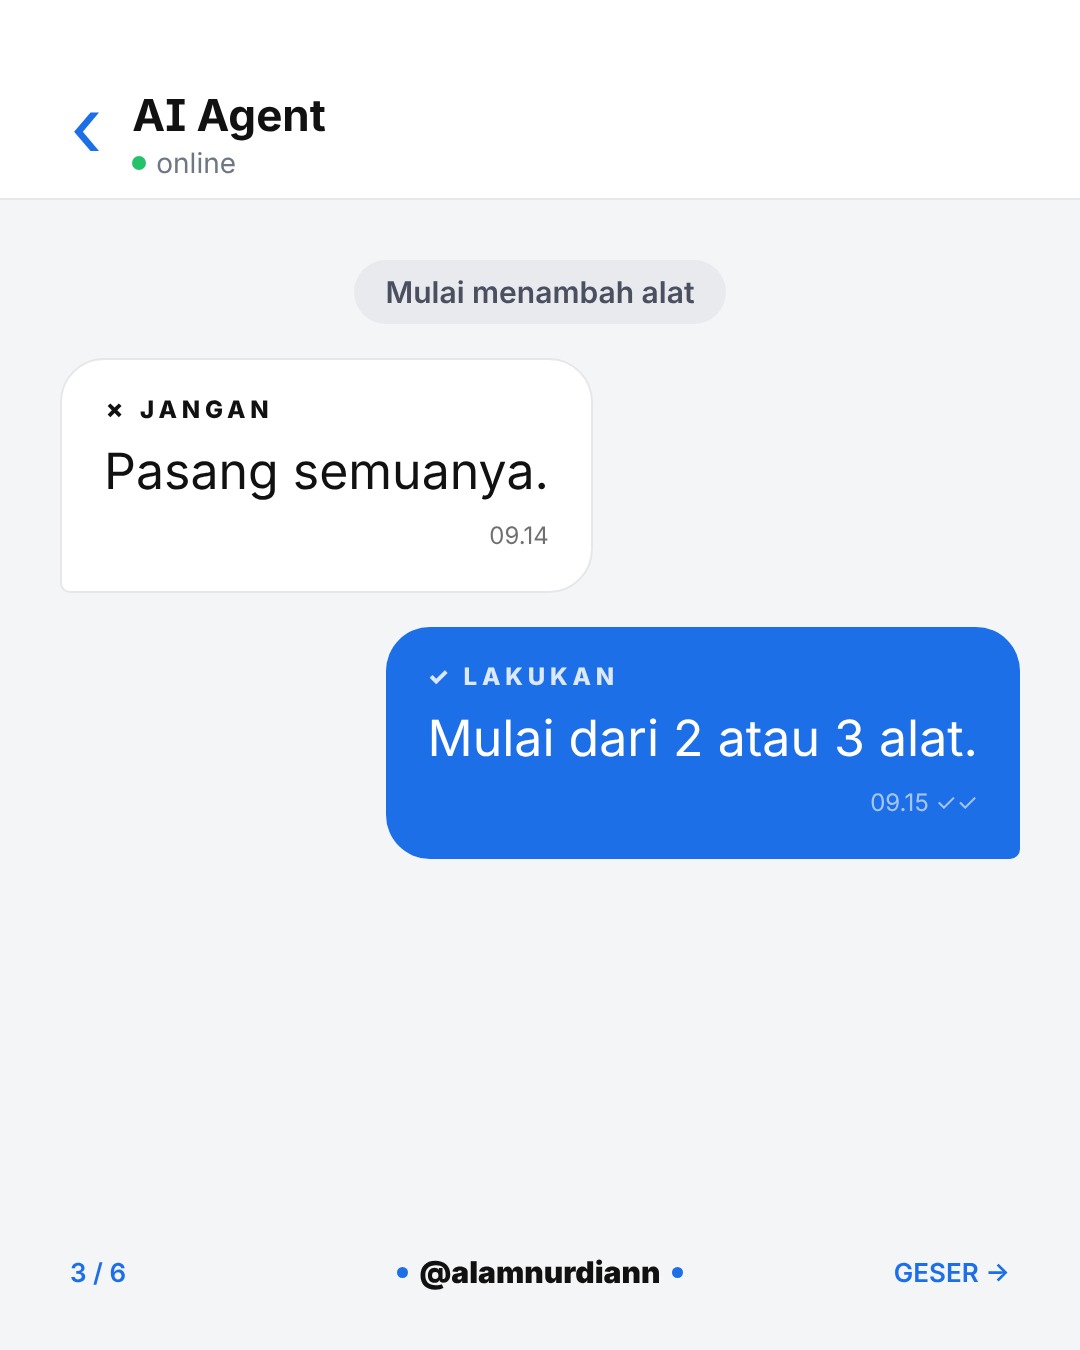 AI Agent
online
Mulai menambah alat
× JANGAN
Pasang semuanya.
09.14
✓ LAKUKAN
Mulai dari 2 atau 3 alat.
09.15 ✓✓
3 / 6
• @alamnurdiann •
GESER →